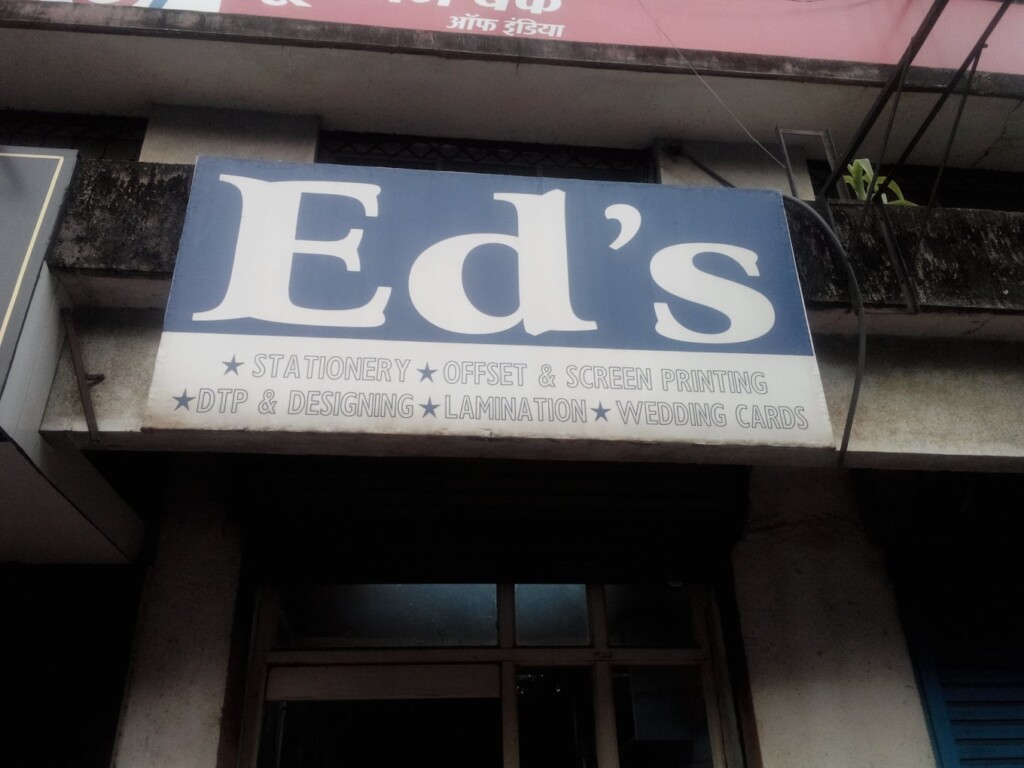 ऑफ इंडिया
Ed's
★ STATIONERY ★ OFFSET & SCREEN PRINTING
★ DTP & DESIGNING ★ LAMINATION ★ WEDDING CARDS